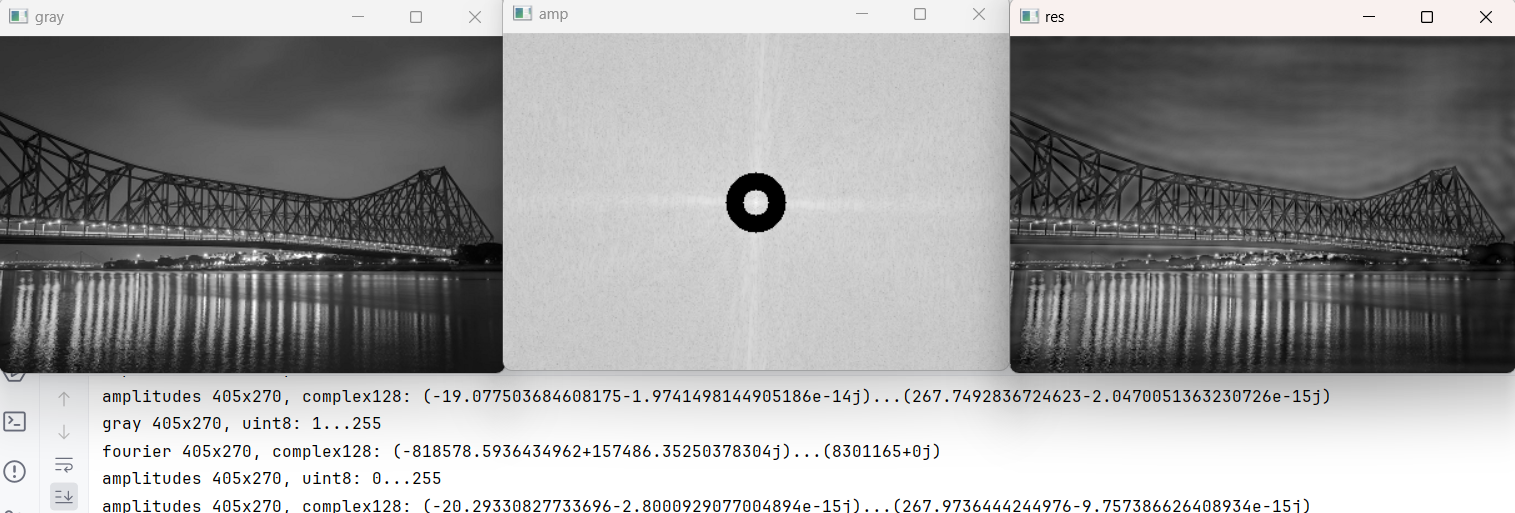 gray
amp
res
amplitudes 405x270, complex128: (-19.077503684608175-1.9741498144905186e-14j)...(267.7492836724623-2.0470051363230726e-15j)
gray 405x270, uint8: 1...255
fourier 405x270, complex128: (-818578.5936434962+157486.35250378304j)...(8301165+0j)
amplitudes 405x270, uint8: 0...255
amplitudes 405x270, complex128: (-20.29330827733696-2.8000929077004894e-15j)...(267.9736444244976-9.757386626408934e-15j)